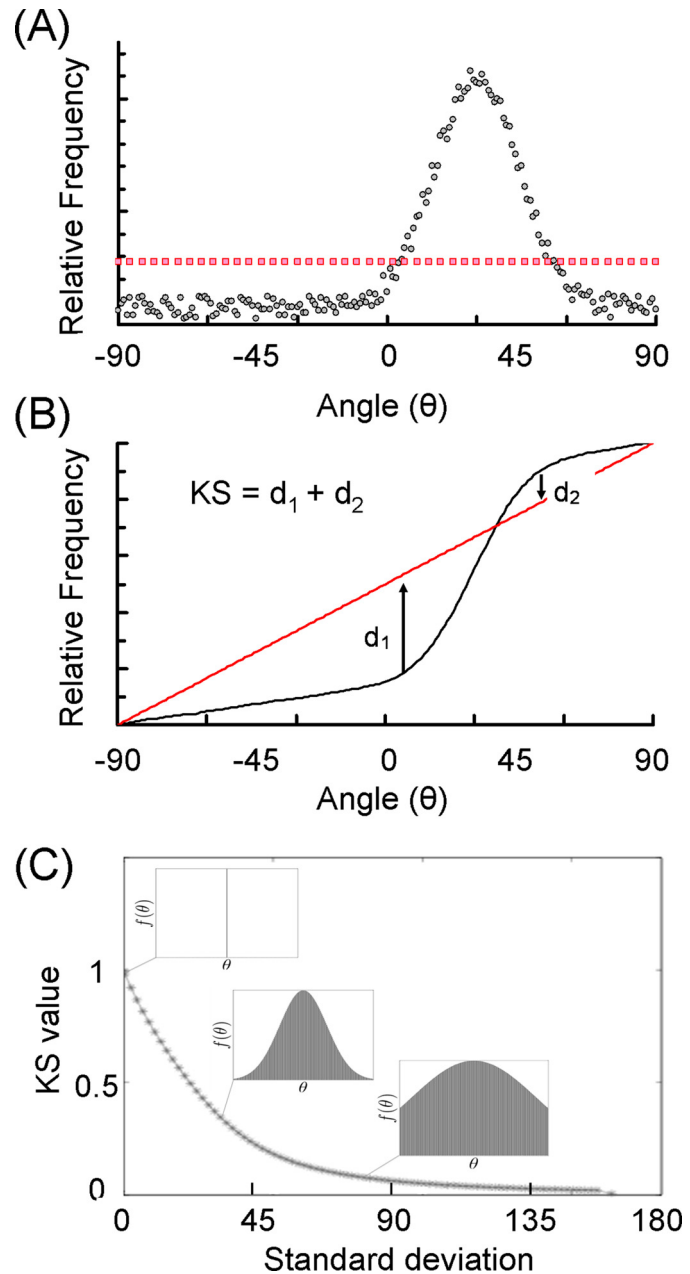 (A)
Relative Frequency
-90
-45
0
45
90
Angle (θ)
(B)
KS = d1 + d2
d2
d1
Relative Frequency
-90
-45
0
45
90
Angle (θ)
(C)
f(θ)
θ
f(θ)
θ
f(θ)
θ
KS value
1
0.5
0
0
45
90
135
180
Standard deviation